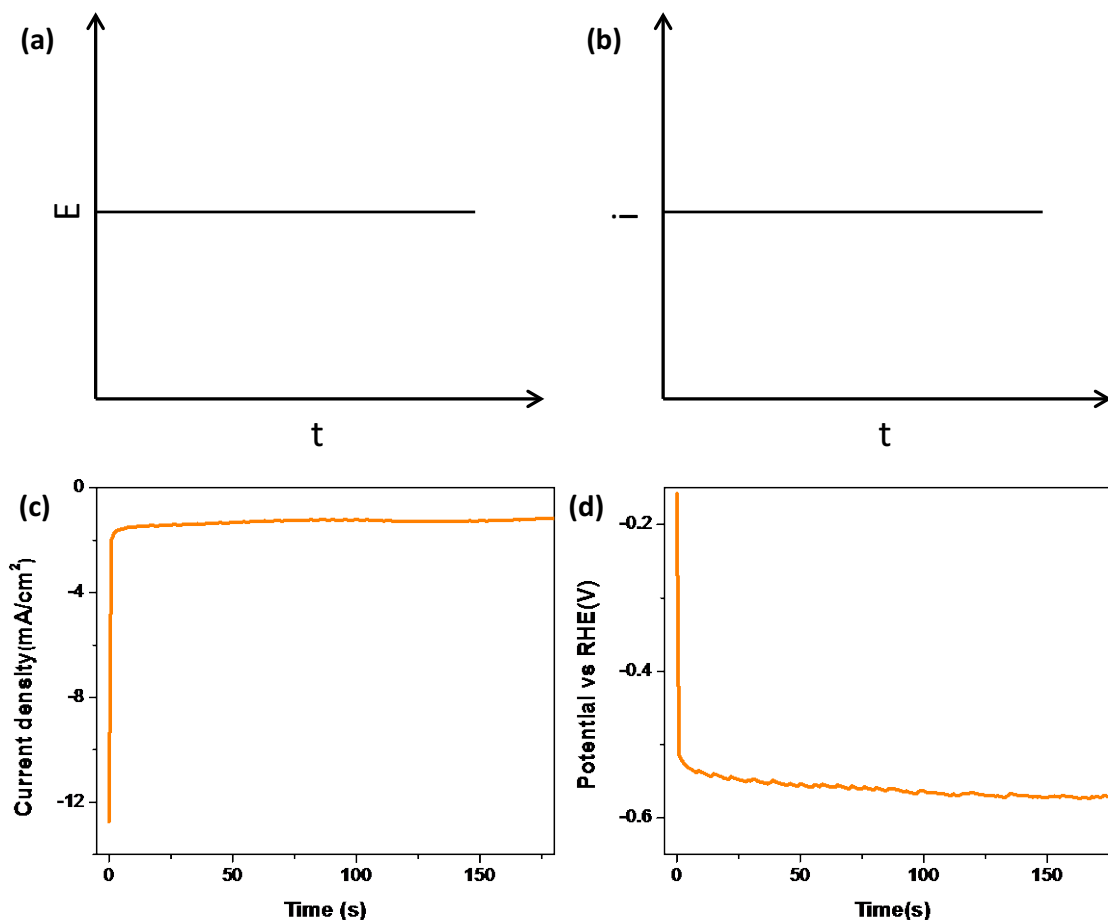 (a)
E
t
(b)
i
t
(c)
0
-4
-8
-12
Current density(mA/cm²)
0
50
100
150
Time (s)
(d)
-0.2
-0.4
-0.6
Potential vs RHE(V)
0
50
100
150
Time(s)